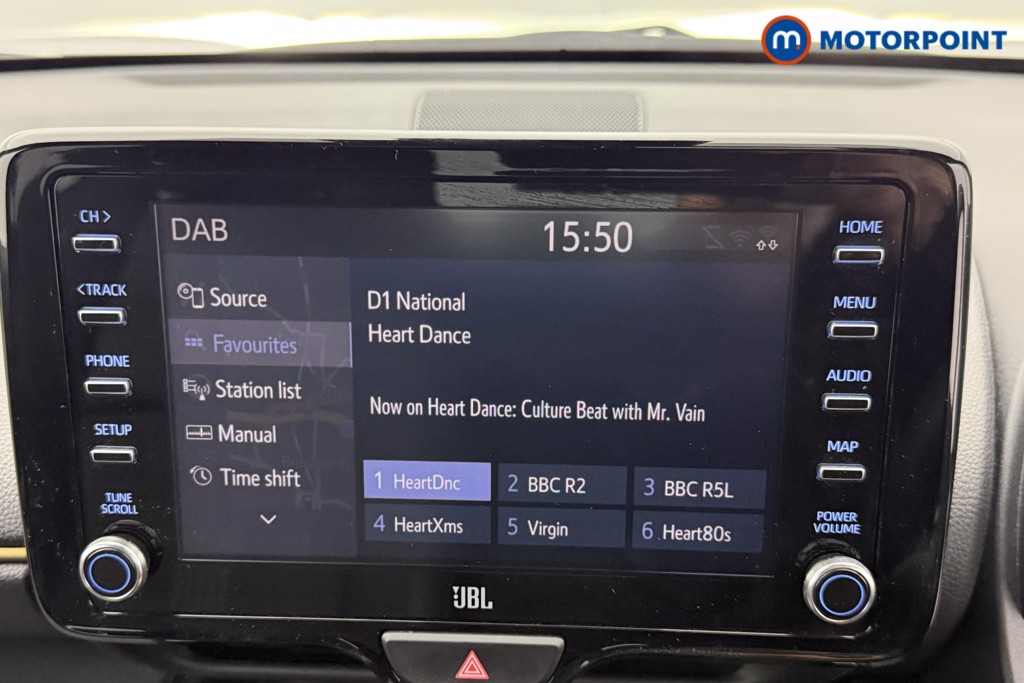 m MOTORPOINT
CH >
< TRACK
PHONE
SETUP
TUNE
SCROLL
DAB
15:50
Source
Favourites
Station list
Manual
Time shift
D1 National
Heart Dance
Now on Heart Dance: Culture Beat with Mr. Vain
1 HeartDnc
2 BBC R2
3 BBC R5L
4 HeartXms
5 Virgin
6 Heart80s
HOME
MENU
AUDIO
MAP
POWER
VOLUME
JBL